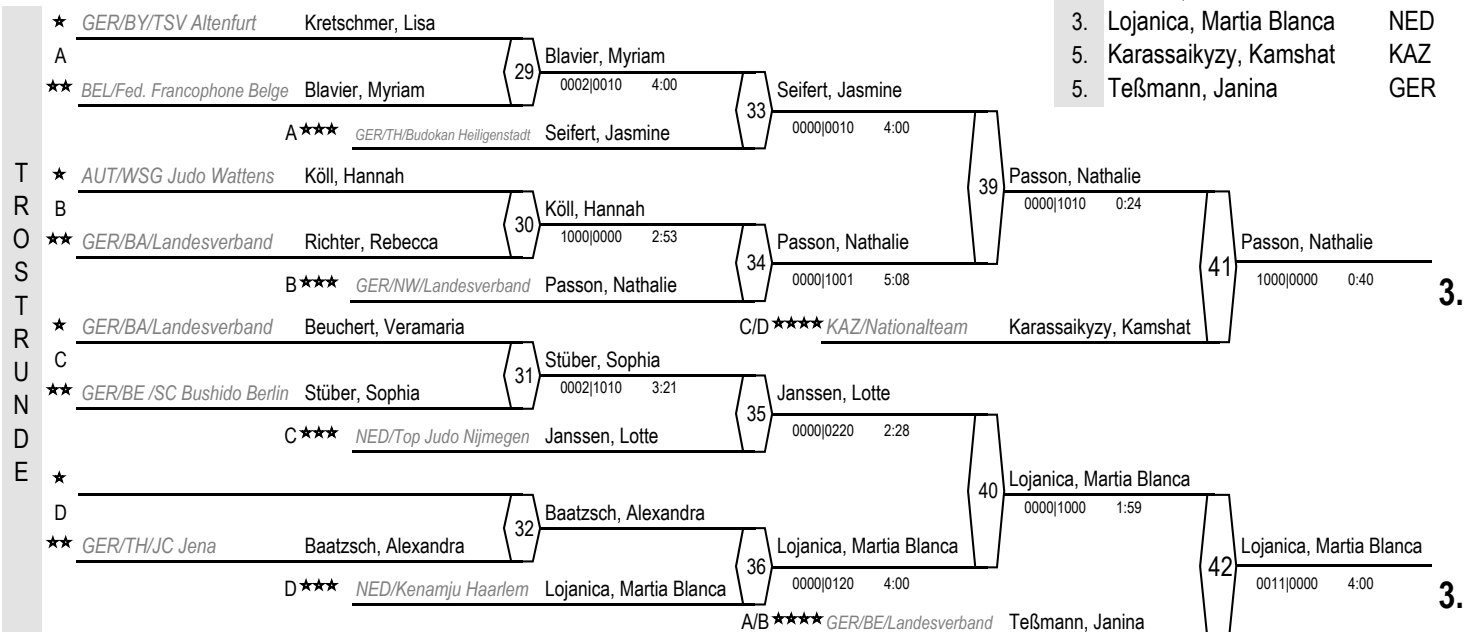 ★ GER/BY/TSV Altenfurt Kretschmer, Lisa
3. Lojanica, Martia Blanca NED
A
5. Karassaikyzy, Kamshat KAZ
29 Blavier, Myriam
0002|0010 4:00
★★ BEL/Fed. Francophone Belge Blavier, Myriam
5. Teßmann, Janina GER
33 Seifert, Jasmine
0000|0010 4:00
A★★★ GER/TH/Budokan Heiligenstadt Seifert, Jasmine
TROSTRUNDE
★ AUT/WSG Judo Wattens Köll, Hannah
39 Passon, Nathalie
0000|1010 0:24
B
30 Köll, Hannah
1000|0000 2:53
★★ GER/BA/Landesverband Richter, Rebecca
34 Passon, Nathalie
0000|1001 5:08
41 Passon, Nathalie
1000|0000 0:40
3.
B★★★ GER/NW/Landesverband Passon, Nathalie
★ GER/BA/Landesverband Beuchert, Veramaria
C/D★★★★ KAZ/Nationalteam Karassaikyzy, Kamshat
C
31 Stüber, Sophia
0002|1010 3:21
★★ GER/BE /SC Bushido Berlin Stüber, Sophia
35 Janssen, Lotte
0000|0220 2:28
C★★★ NED/Top Judo Nijmegen Janssen, Lotte
★
40 Lojanica, Martia Blanca
0000|1000 1:59
D
32 Baatzsch, Alexandra
★★ GER/TH/JC Jena Baatzsch, Alexandra
36 Lojanica, Martia Blanca
0000|0120 4:00
42 Lojanica, Martia Blanca
0011|0000 4:00
3.
D★★★ NED/Kenamju Haarlem Lojanica, Martia Blanca
A/B★★★★ GER/BE/Landesverband Teßmann, Janina